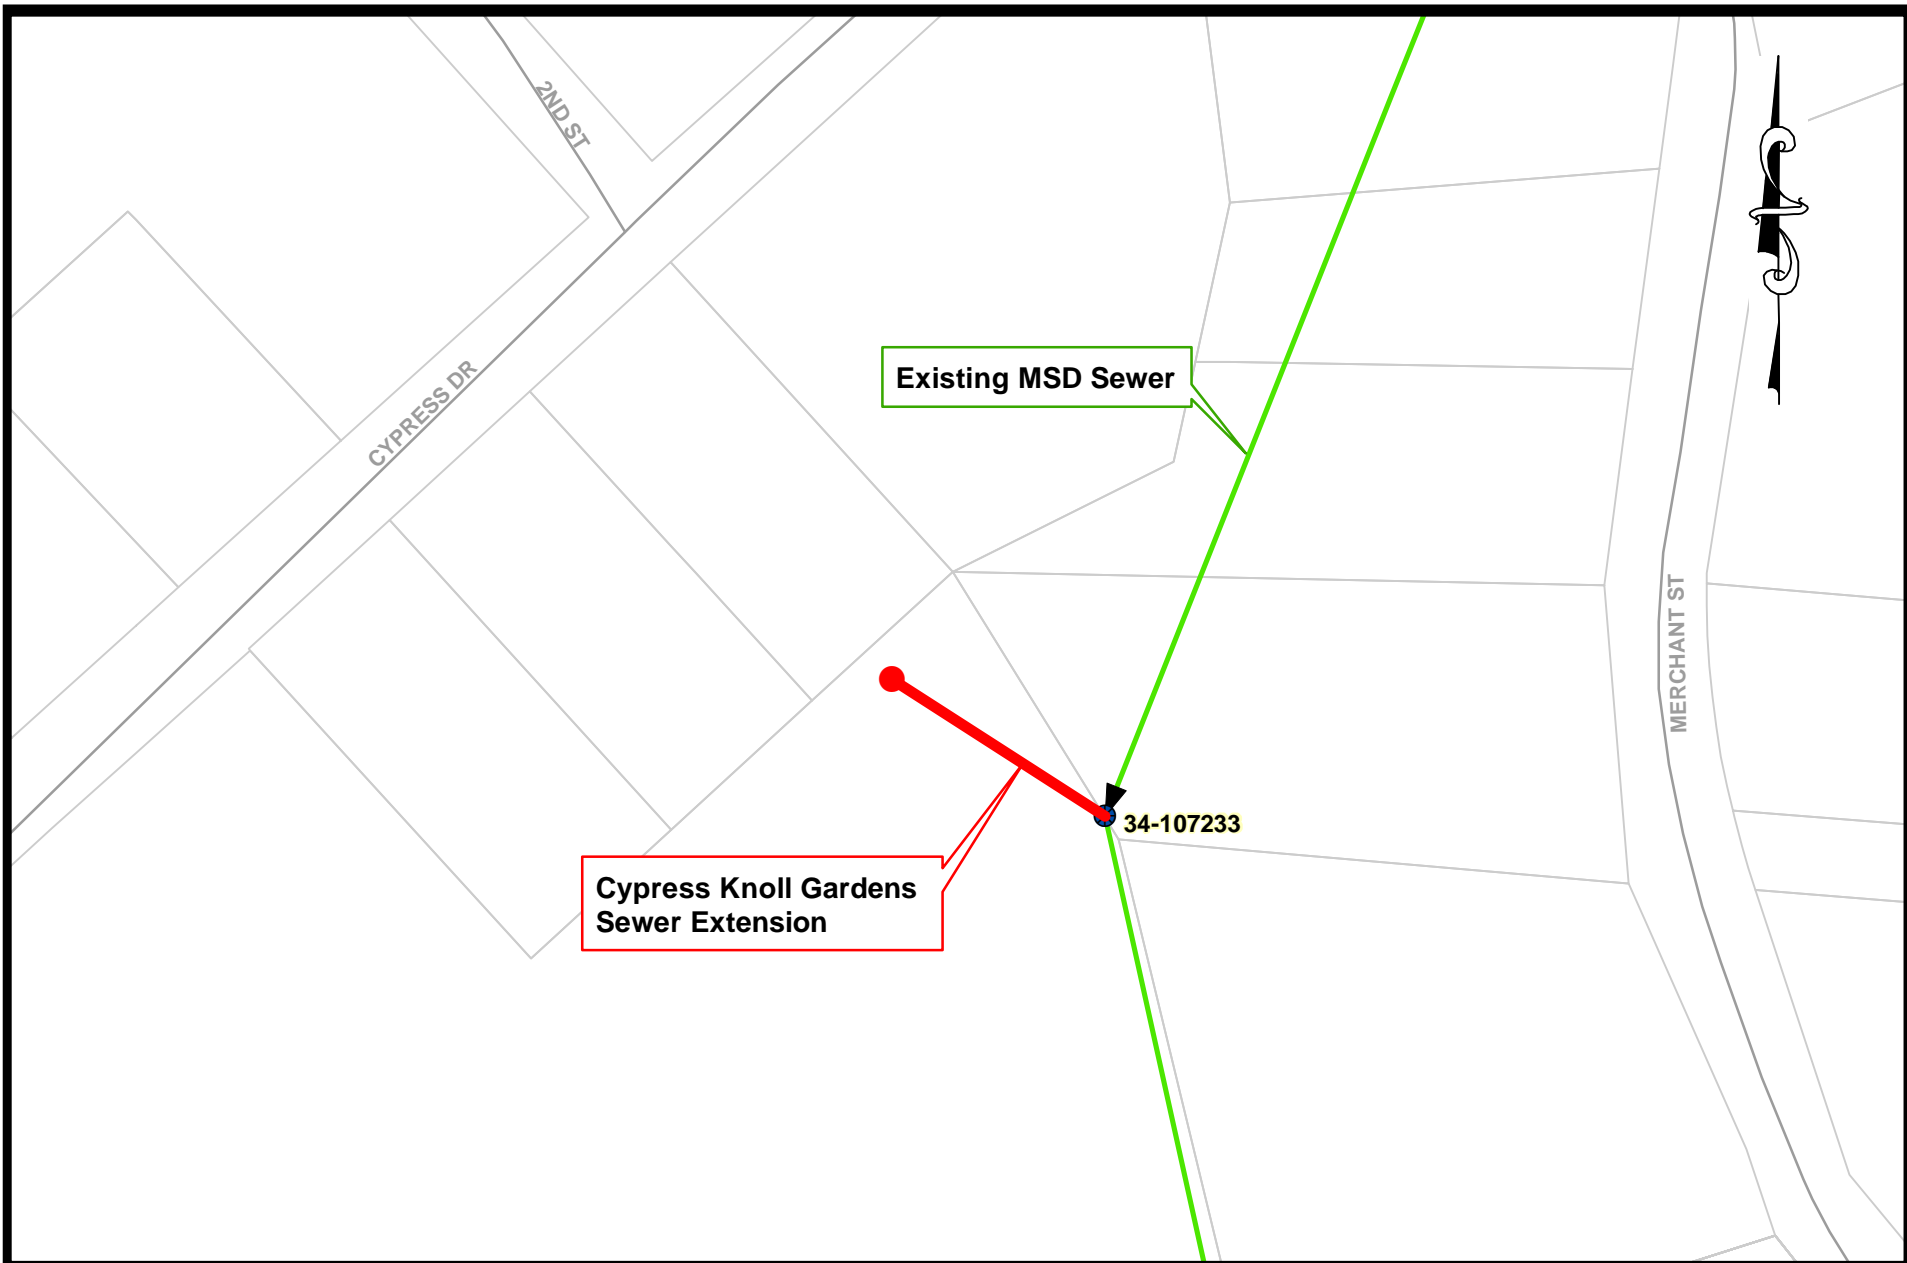 2ND ST
CYPRESS DR
Existing MSD Sewer
MERCHANT ST
34-107233
Cypress Knoll Gardens
Sewer Extension